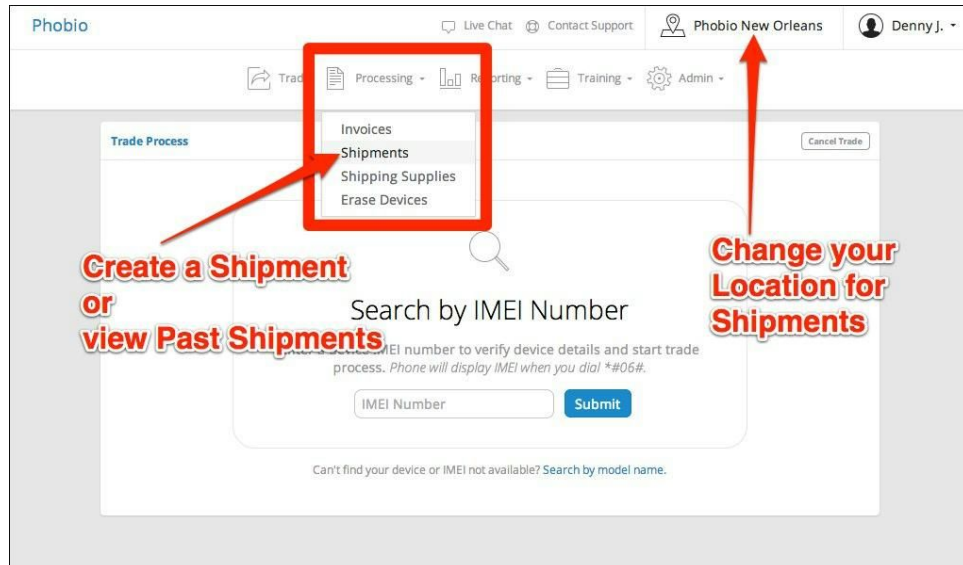 Phobio
Live Chat
Contact Support
Phobio New Orleans
Denny J.
Processing
Training
Admin
Trade Process
Cancel Trade
Invoices
Shipments
Shipping Supplies
Erase Devices
Create a Shipment
or
view Past Shipments
Change your
Location for
Shipments
Search by IMEI Number
IMEI number to verify device details and start trade
process. Phone will display IMEI when you dial *#06#.
IMEI Number
Submit
Can't find your device or IMEI not available? Search by model name.